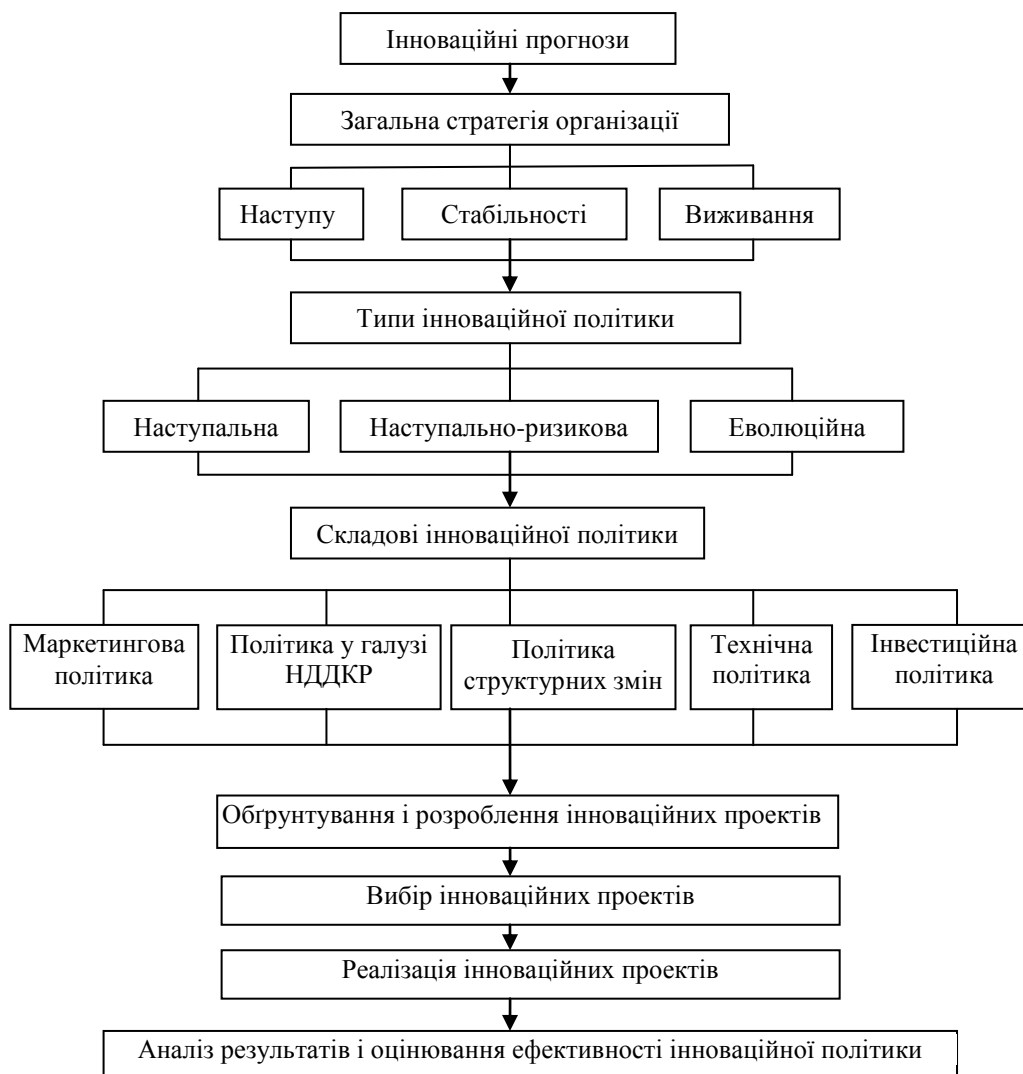 Інноваційні прогнози
Загальна стратегія організації
Наступу
Стабільності
Виживання
Типи інноваційної політики
Наступальна
Наступально-ризикова
Еволюційна
Складові інноваційної політики
Маркетингова
політика
Політика у галузі
НДДКР
Політика
структурних змін
Технічна
політика
Інвестиційна
політика
Обґрунтування і розроблення інноваційних проектів
Вибір інноваційних проектів
Реалізація інноваційних проектів
Аналіз результатів і оцінювання ефективності інноваційної політики